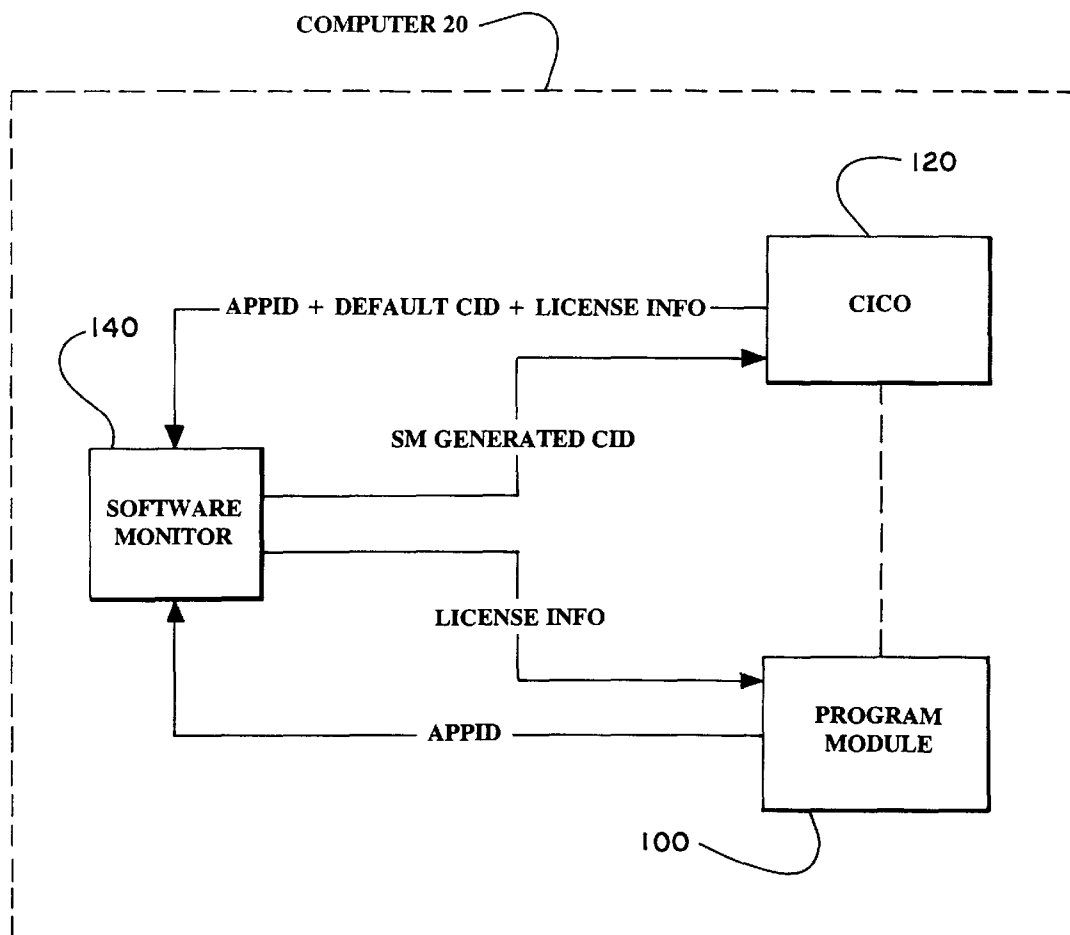 COMPUTER 20
120
CICO
APPID + DEFAULT CID + LICENSE INFO
140
SM GENERATED CID
SOFTWARE
MONITOR
LICENSE INFO
PROGRAM
MODULE
APPID
100